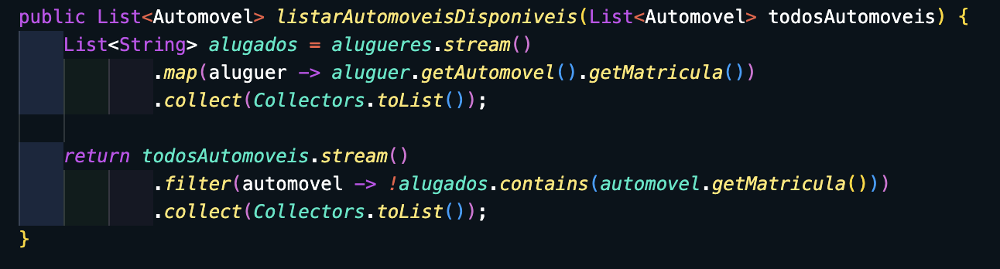 public List<Automovel> listarAutomoveisDisponiveis(List<Automovel> todosAutomoveis) {
List<String> alugados = alugueres.stream()
.map(aluguer -> aluguer.getAutomovel().getMatricula())
.collect(Collectors.toList());
return todosAutomoveis.stream()
.filter(automovel -> !alugados.contains(automovel.getMatricula()))
.collect(Collectors.toList());
}